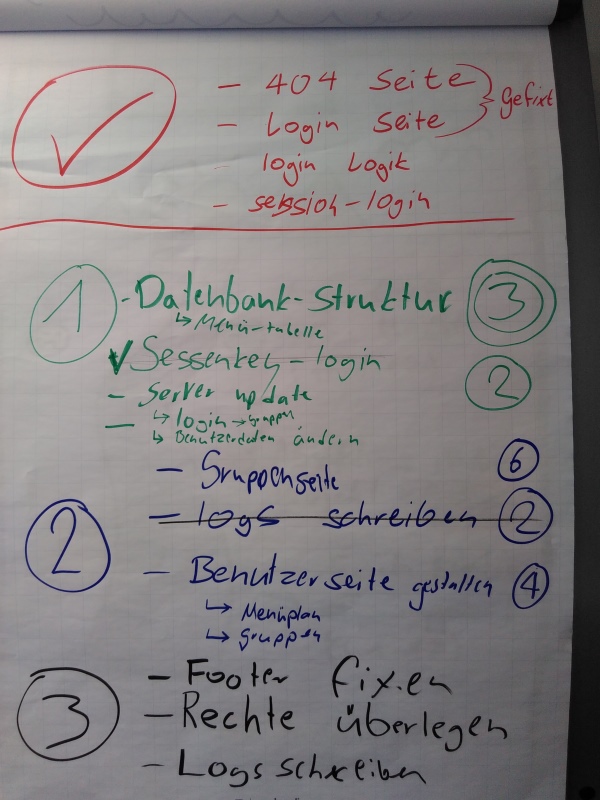 - 404 Seite
- Login Seite
gefixt
- login Logik
- session-login
1
- Datenbank-Struktur
3
↳ Menü-tabelle
Sessenkey-login
2
- Server update
- ↳ login → gruppen
↳ Benutzerdaten ändern
- Gruppenseite
6
2
- logs schreiben
2
- Benutzerseite gestalten
4
↳ Menüplan
↳ gruppen
3
- Footer fixen
- Rechte überlegen
- Logs schreiben